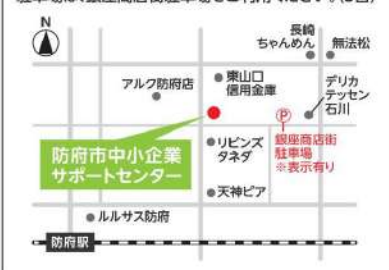 N
長崎
ちゃんめん
無法松
アルク防府店
東山口
信用金庫
デリカ
テッセン
石川
P
銀座商店街
駐車場
※表示有り
防府市中小企業
サポートセンター
リビンズ
タネダ
天神ピア
ルルサス防府
防府駅